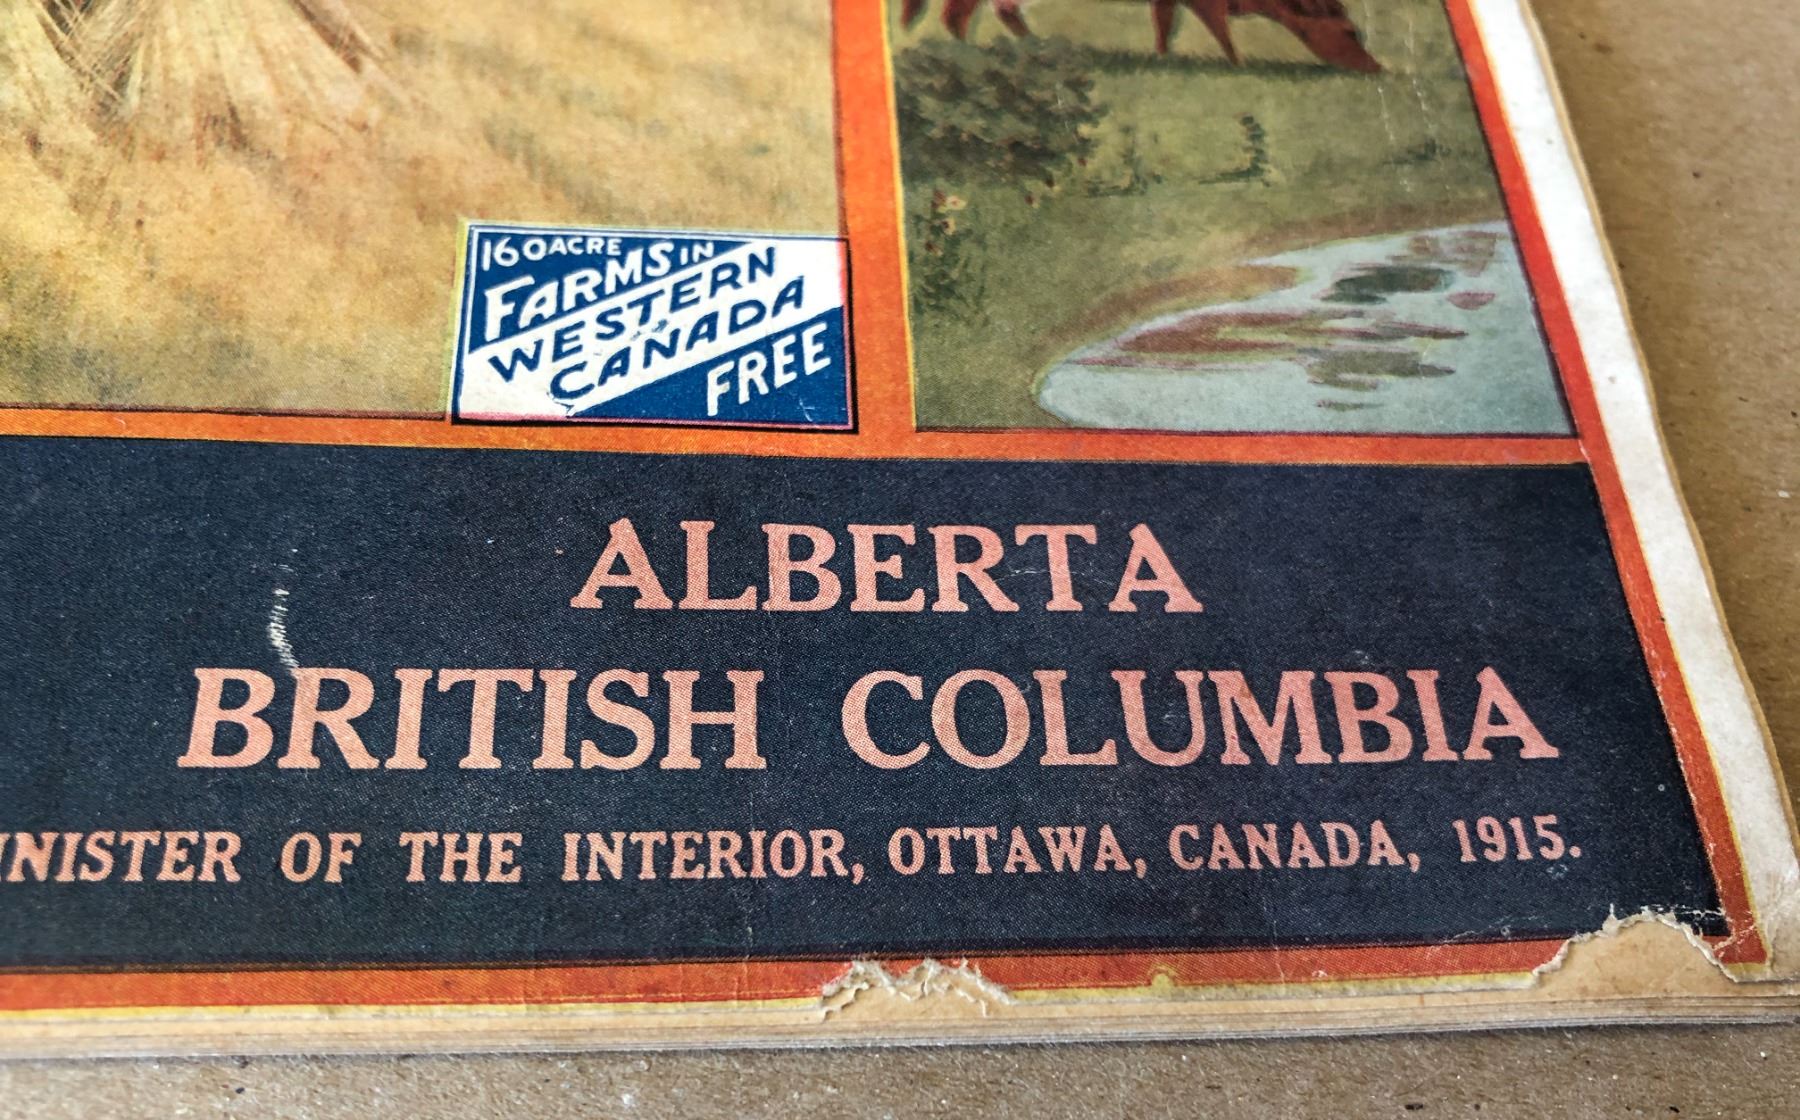 160 ACRE
FARMS IN
WESTERN
CANADA
FREE
ALBERTA
BRITISH COLUMBIA
INISTER OF THE INTERIOR, OTTAWA, CANADA, 1915.